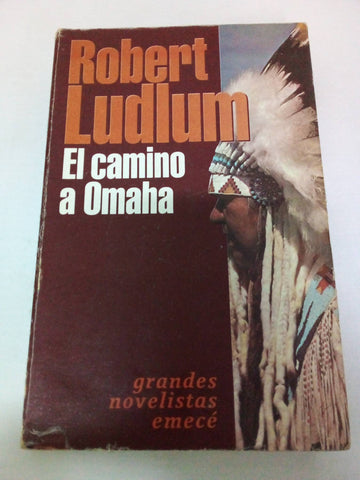 Robert
Ludlum
El camino
a Omaha
grandes
novelistas
emecé